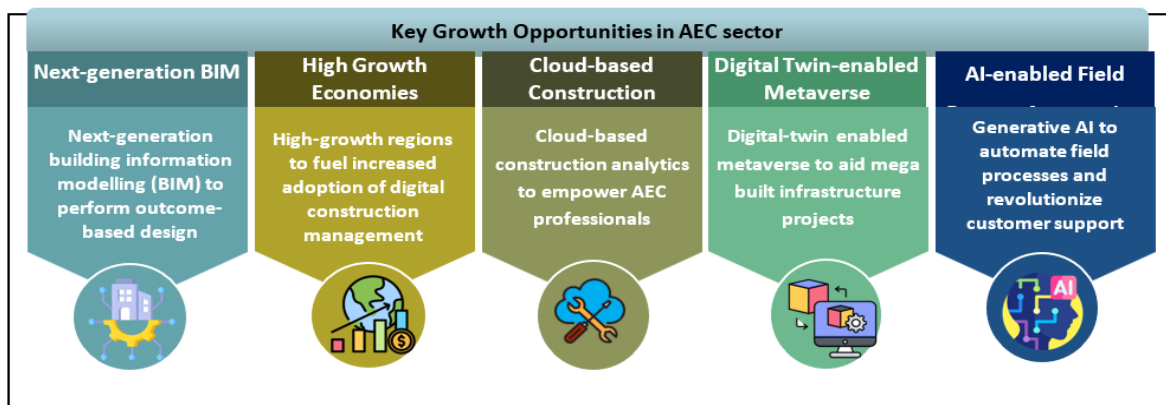 Key Growth Opportunities in AEC sector
Next-generation BIM
Next-generation
building information
modelling (BIM) to
perform outcome-
based design
High Growth
Economies
High-growth regions
to fuel increased
adoption of digital
construction
management
Cloud-based
Construction
Cloud-based
construction analytics
to empower AEC
professionals
Digital Twin-enabled
Metaverse
Digital-twin enabled
metaverse to aid mega
built infrastructure
projects
AI-enabled Field
Generative AI to
automate field
processes and
revolutionize
customer support
AI